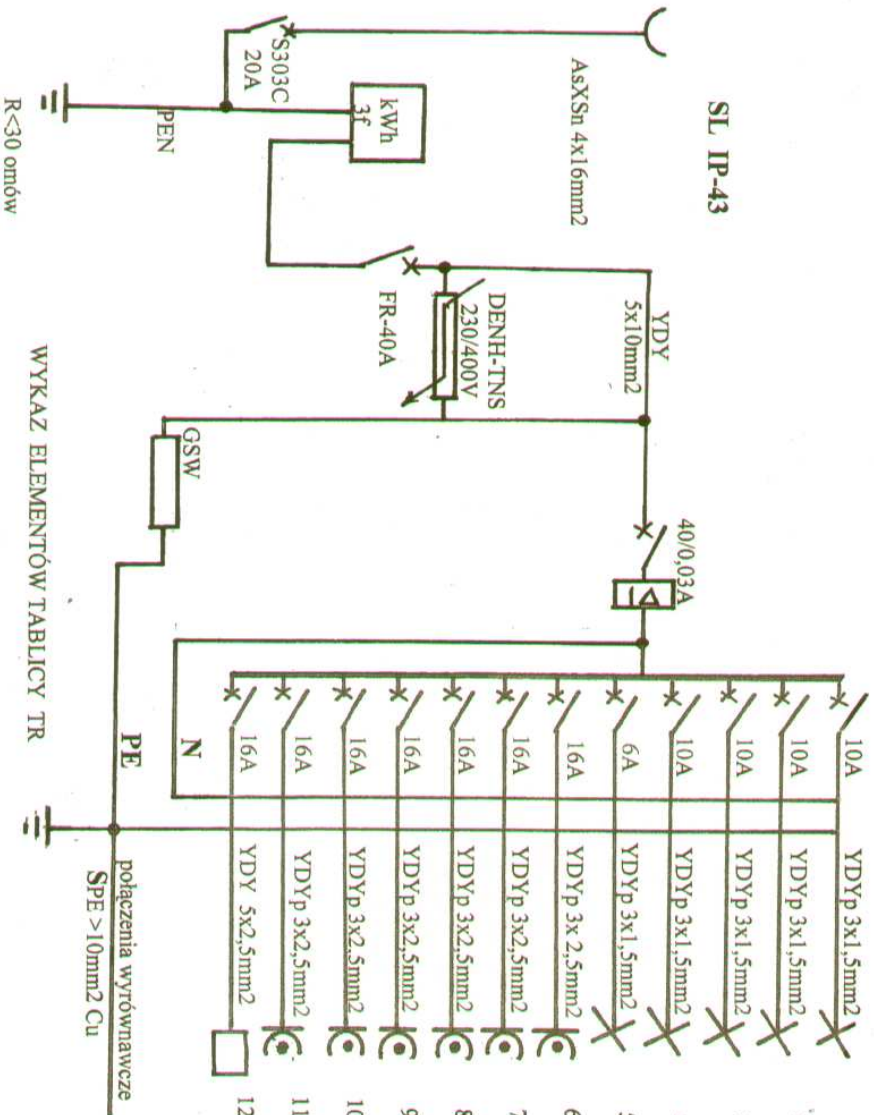 SL IP-43
AsXSn 4x16mm2
S303C
20A
kWh
3f
PEN
R<30 omów
YDY
5x10mm2
DENH-TNS
230/400V
FR-40A
GSW
WYKAZ ELEMENTÓW TABLICY TR
40/0,03A
N
PE
połączenia wyrównawcze
SPE >10mm2 Cu
10A YDYp 3x1,5mm2
10A YDYp 3x1,5mm2
10A YDYp 3x1,5mm2
10A YDYp 3x1,5mm2
6A YDYp 3x1,5mm2
16A YDYp 3x 2,5mm2 6
16A YDYp 3x2,5mm2 7
16A YDYp 3x2,5mm2 8
16A YDYp 3x2,5mm2 9
16A YDYp 3x2,5mm2 10
16A YDYp 3x2,5mm2 11
16A YDY 5x2,5mm2 12